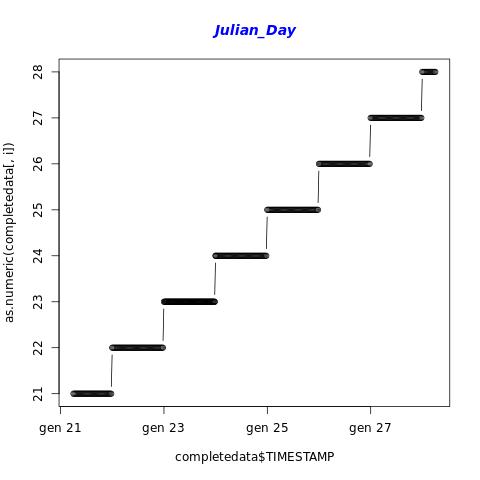 Julian_Day
as.numeric(completedata[, i])
28
27
26
25
24
23
22
21
gen 21 gen 23 gen 25 gen 27
completedata$TIMESTAMP